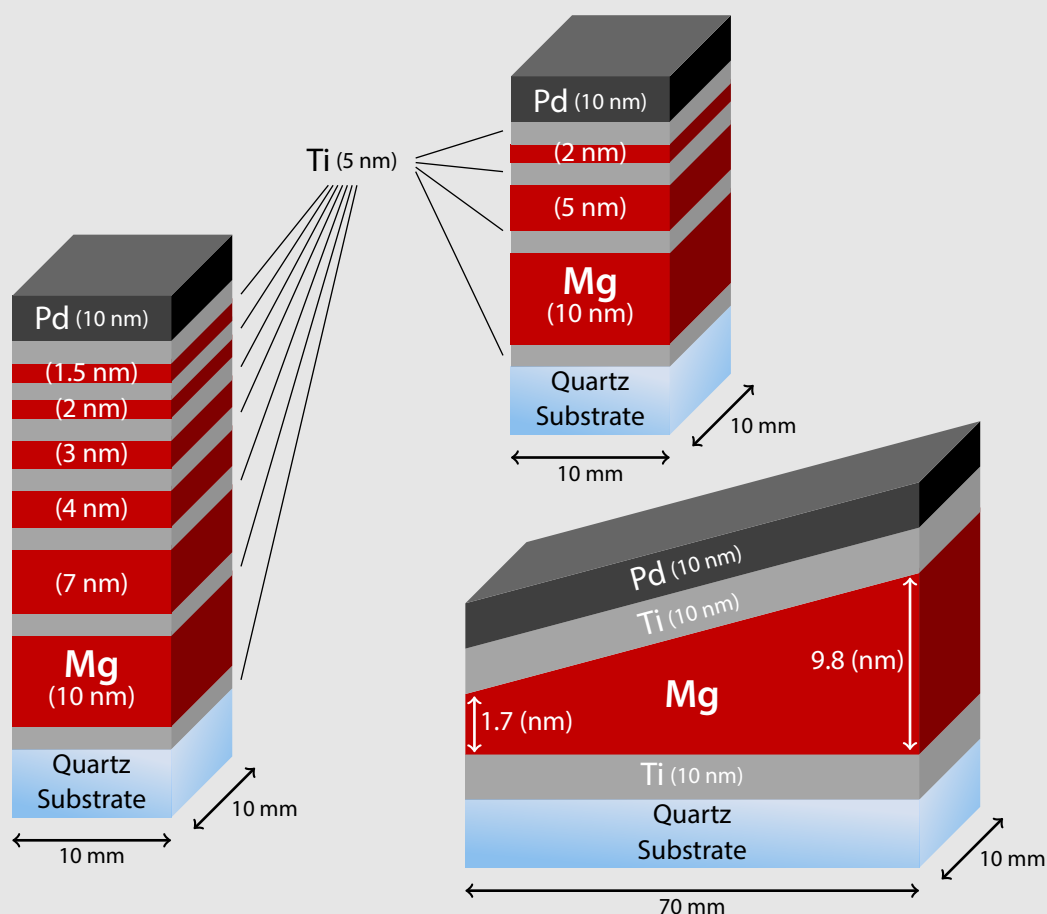 Pd (10 nm)
(2 nm)
(5 nm)
Mg
(10 nm)
Quartz
Substrate
10 mm
10 mm
Ti (5 nm)
Pd (10 nm)
(1.5 nm)
(2 nm)
(3 nm)
(4 nm)
(7 nm)
Mg
(10 nm)
Quartz
Substrate
10 mm
10 mm
Pd (10 nm)
Ti (10 nm)
9.8 (nm)
Mg
1.7 (nm)
Ti (10 nm)
Quartz
Substrate
10 mm
70 mm